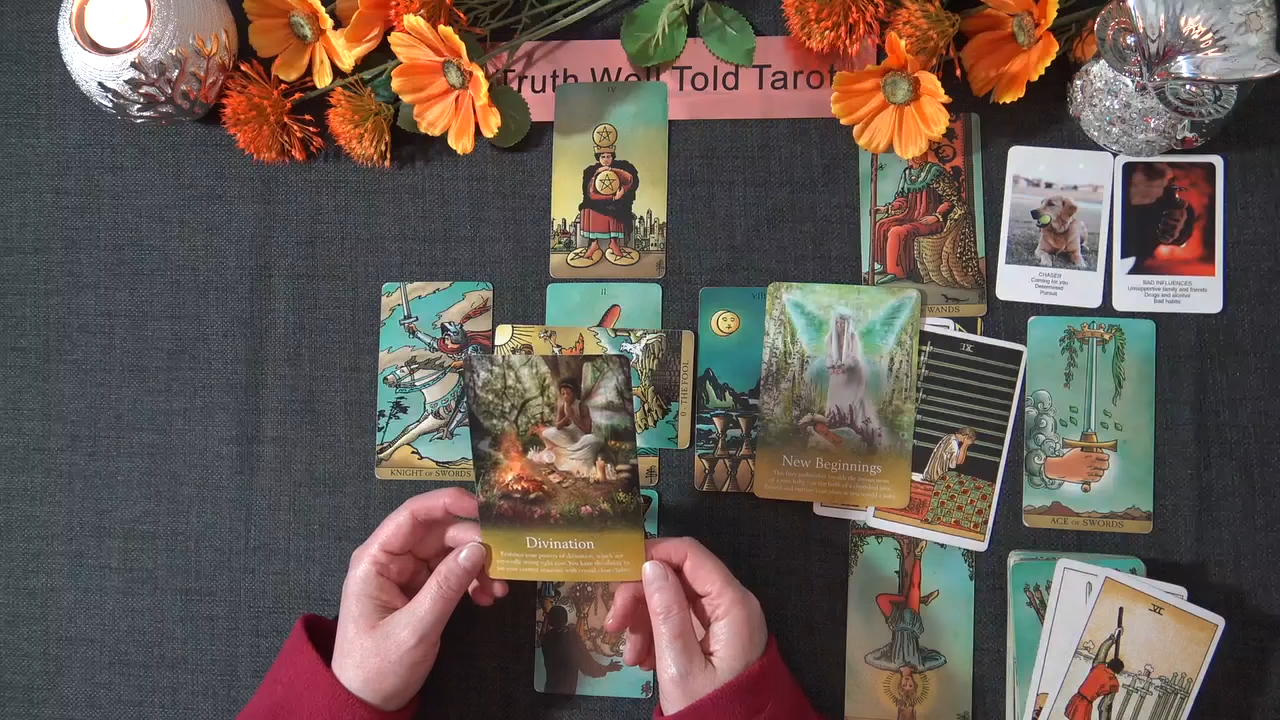 Truth Well Told Tarot
IV
WANDS
CHASER
Coming for you
Determined
Pursuit
BAD INFLUENCES
Unsupportive family and friends
Drugs and alcohol
Bad habits
KNIGHT OF SWORDS
II
0 · THE FOOL
VII
IX
New Beginnings
ACE OF SWORDS
Divination
VI